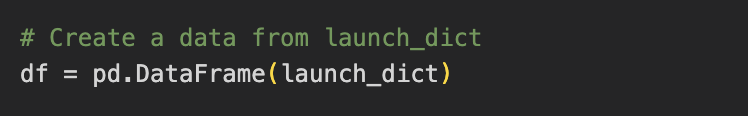 # Create a data from launch_dict
df = pd.DataFrame(launch_dict)